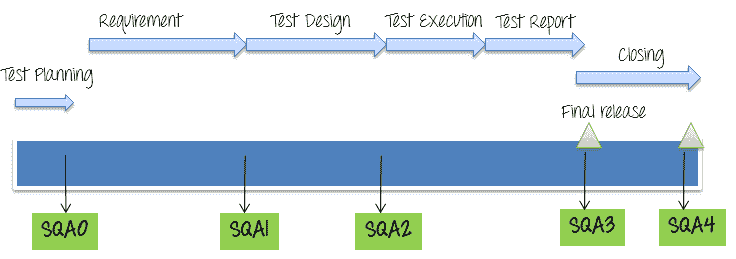 Requirement
Test Design
Test Execution
Test Report
Closing
Test Planning
Final release
SQA0
SQA1
SQA2
SQA3
SQA4